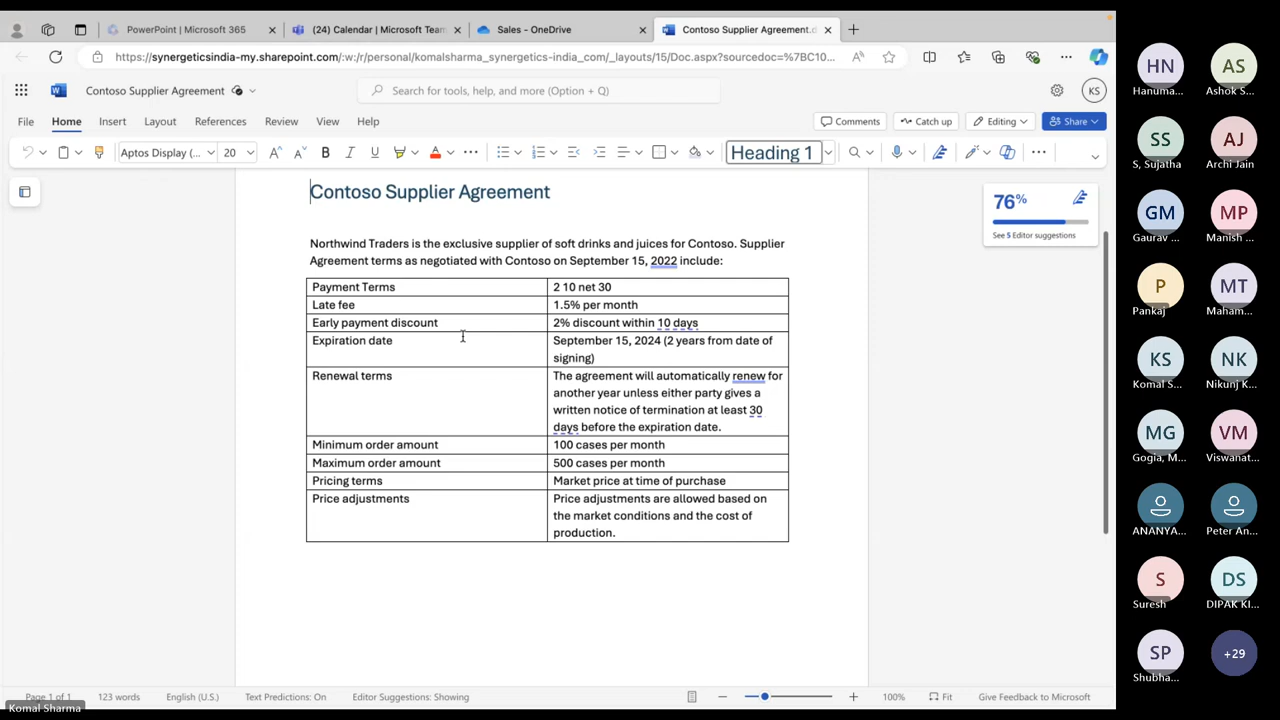 PowerPoint | Microsoft 365
(24) Calendar | Microsoft Team
Sales - OneDrive
Contoso Supplier Agreement.d
https://synergeticsindia-my.sharepoint.com/:w:/r/personal/komalsharma_synergetics-india_com/_layouts/15/Doc.aspx?sourcedoc=%7BC10...
Contoso Supplier Agreement
Search for tools, help, and more (Option + Q)
KS
File Home Insert Layout References Review View Help
Comments Catch up Editing Share
Aptos Display (... 20 B I U A Heading 1
Contoso Supplier Agreement
76%
See 5 Editor suggestions
Northwind Traders is the exclusive supplier of soft drinks and juices for Contoso. Supplier
Agreement terms as negotiated with Contoso on September 15, 2022 include:
Payment Terms 2 10 net 30
Late fee 1.5% per month
Early payment discount 2% discount within 10 days
Expiration date September 15, 2024 (2 years from date of
signing)
Renewal terms The agreement will automatically renew for
another year unless either party gives a
written notice of termination at least 30
days before the expiration date.
Minimum order amount 100 cases per month
Maximum order amount 500 cases per month
Pricing terms Market price at time of purchase
Price adjustments Price adjustments are allowed based on
the market conditions and the cost of
production.
Page 1 of 1 123 words English (U.S.) Text Predictions: On Editor Suggestions: Showing 100% Fit Give Feedback to Microsoft
Komal Sharma
HN AS
Hanuma... Ashok S...
SS AJ
S, Sujatha Archi Jain
GM MP
Gaurav ... Manish ...
P MT
Pankaj Maham...
KS NK
Komal S... Nikunj K...
MG VM
Gogia, M... Viswanat...
ANANYA... Peter An...
S DS
Suresh DIPAK KI...
SP +29
Shubha...